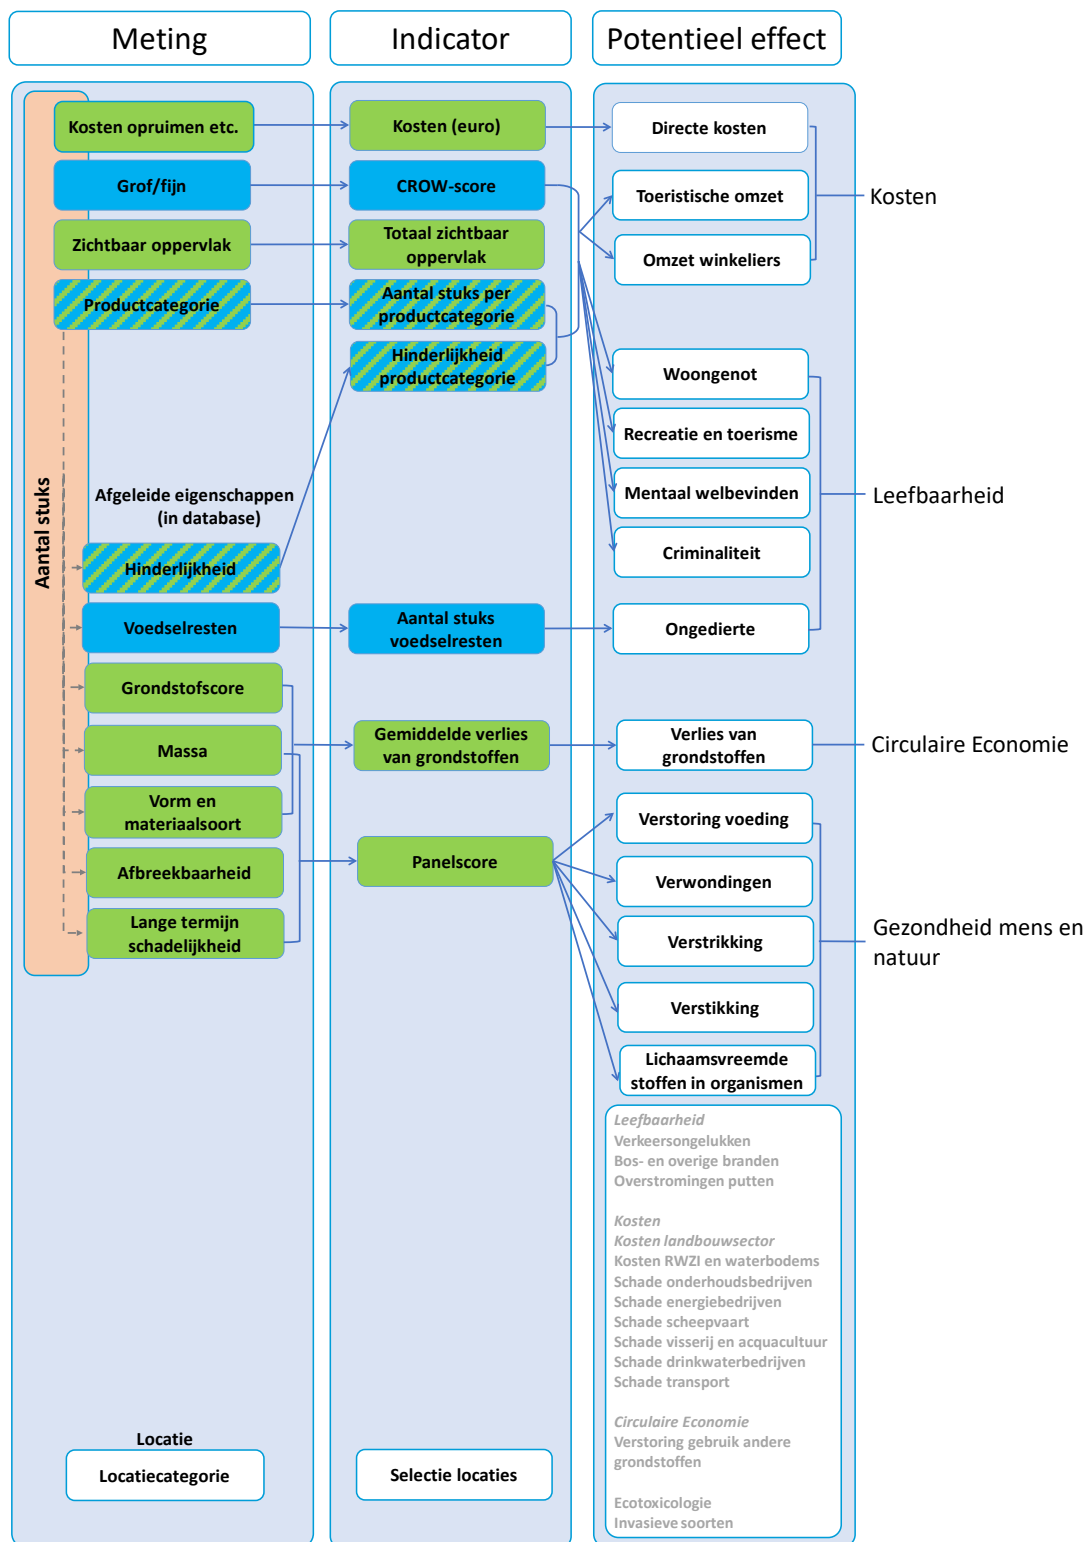 Meting
Indicator
Potentieel effect
Aantal stuks
Kosten opruimen etc.
Grof/fijn
Zichtbaar oppervlak
Productcategorie
Afgeleide eigenschappen
(in database)
Hinderlijkheid
Voedselresten
Grondstofscore
Massa
Vorm en
materiaalsoort
Afbreekbaarheid
Lange termijn
schadelijkheid
Locatie
Locatiecategorie
Kosten (euro)
CROW-score
Totaal zichtbaar
oppervlak
Aantal stuks per
productcategorie
Hinderlijkheid
productcategorie
Aantal stuks
voedselresten
Gemiddelde verlies
van grondstoffen
Panelscore
Selectie locaties
Directe kosten
Toeristische omzet
Omzet winkeliers
Woongenot
Recreatie en toerisme
Mentaal welbevinden
Criminaliteit
Ongedierte
Verlies van
grondstoffen
Verstoring voeding
Verwondingen
Verstrikking
Verstikking
Lichaamsvreemde
stoffen in organismen
Leefbaarheid
Verkeersongelukken
Bos- en overige branden
Overstromingen putten
Kosten
Kosten landbouwsector
Kosten RWZI en waterbodems
Schade onderhoudsbedrijven
Schade energiebedrijven
Schade scheepvaart
Schade visserij en acquacultuur
Schade drinkwaterbedrijven
Schade transport
Circulaire Economie
Verstoring gebruik andere
grondstoffen
Ecotoxicologie
Invasieve soorten
Kosten
Leefbaarheid
Circulaire Economie
Gezondheid mens en
natuur